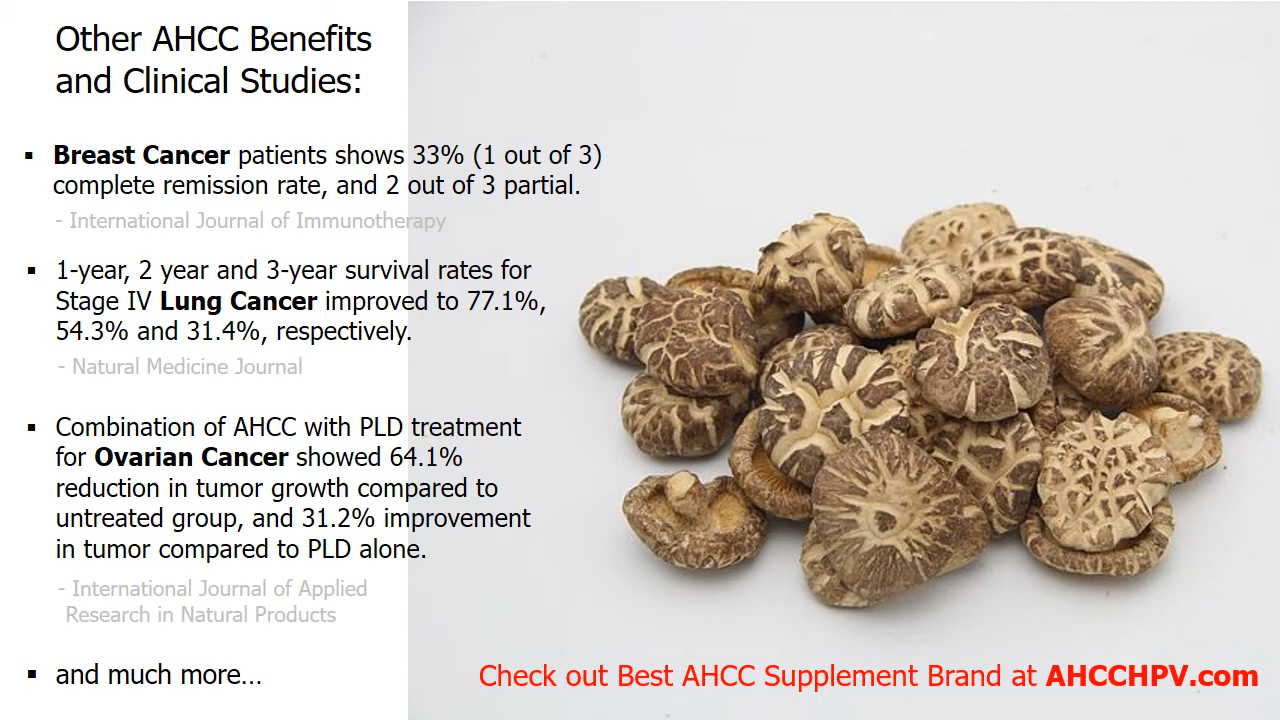 Other AHCC Benefits
and Clinical Studies:
▪ Breast Cancer patients shows 33% (1 out of 3)
complete remission rate, and 2 out of 3 partial.
- International Journal of Immunotherapy
▪ 1-year, 2 year and 3-year survival rates for
Stage IV Lung Cancer improved to 77.1%,
54.3% and 31.4%, respectively.
- Natural Medicine Journal
▪ Combination of AHCC with PLD treatment
for Ovarian Cancer showed 64.1%
reduction in tumor growth compared to
untreated group, and 31.2% improvement
in tumor compared to PLD alone.
- International Journal of Applied
Research in Natural Products
▪ and much more...
Check out Best AHCC Supplement Brand at AHCCHPV.com